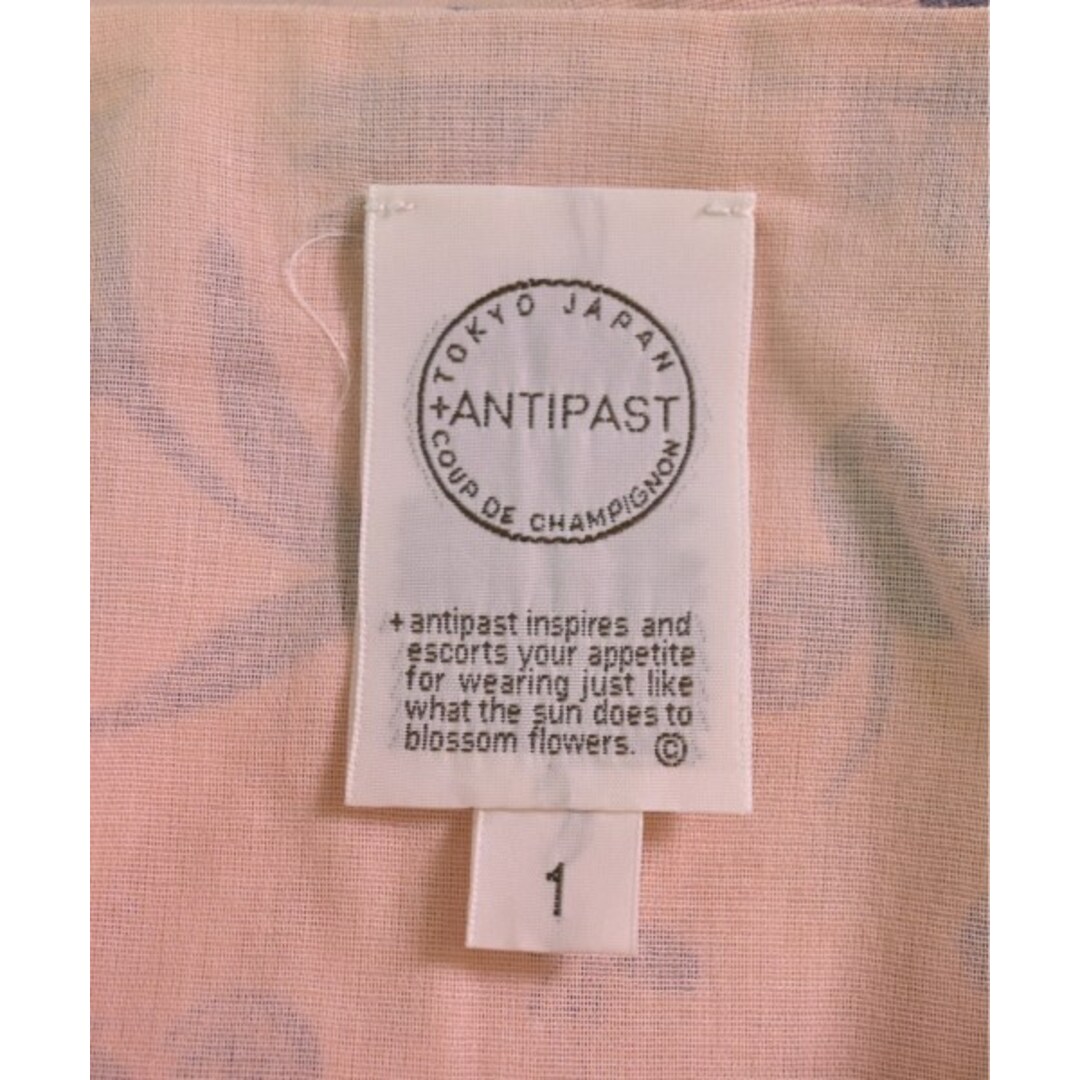 TOKYO JAPAN
+ANTIPAST
COUP DE CHAMPIGNON
+antipast inspires and
escorts your appetite
for wearing just like
what the sun does to
blossom flowers. ©
1